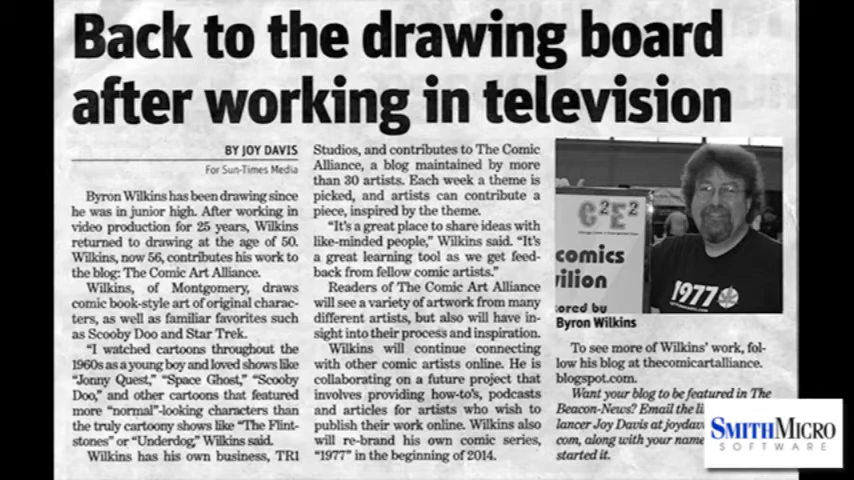 Back to the drawing board
after working in television
BY JOY DAVIS
For Sun-Times Media
Byron Wilkins has been drawing since
he was in junior high. After working in
video production for 25 years, Wilkins
returned to drawing at the age of 50.
Wilkins, now 56, contributes his work to
the blog: The Comic Art Alliance.
Wilkins, of Montgomery, draws
comic book-style art of original charac-
ters, as well as familiar favorites such
as Scooby Doo and Star Trek.
"I watched cartoons throughout the
1960s as a young boy and loved shows like
"Jonny Quest," "Space Ghost," "Scooby
Doo," and other cartoons that featured
more "normal"-looking characters than
the truly cartoony shows like "The Flint-
stones" or "Underdog," Wilkins said.
Wilkins has his own business, TR1
Studios, and contributes to The Comic
Alliance, a blog maintained by more
than 30 artists. Each week a theme is
picked, and artists can contribute a
piece, inspired by the theme.
"It's a great place to share ideas with
like-minded people," Wilkins said. "It's
a great learning tool as we get feed-
back from fellow comic artists."
Readers of The Comic Art Alliance
will see a variety of artwork from many
different artists, but also will have in-
sight into their process and inspiration.
Wilkins will continue connecting
with other comic artists online. He is
collaborating on a future project that
involves providing how-to's, podcasts
and articles for artists who wish to
publish their work online. Wilkins also
will re-brand his own comic series,
"1977" in the beginning of 2014.
C2E2
comics
ilion
ored by
1977
Byron Wilkins
To see more of Wilkins' work, fol-
low his blog at thecomicartalliance.
blogspot.com.
Want your blog to be featured in The
Beacon-News? Email the li
lancer Joy Davis at joydav
com, along with your name
started it.
SMITHMICRO
SOFTWARE